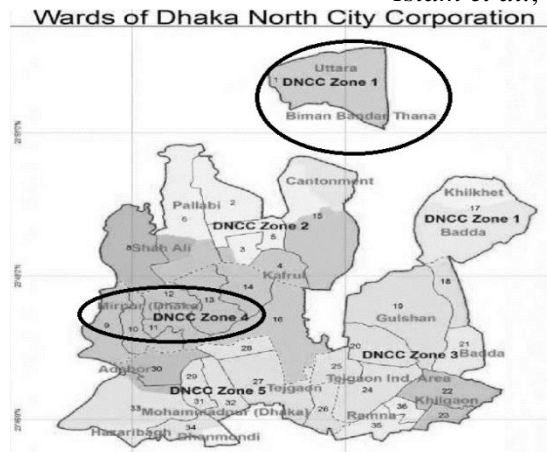 Wards of Dhaka North City Corporation
Uttara
1
DNCC Zone 1
Biman Bandar Thana
Cantonment
Pallabi
2
6
DNCC Zone 2
15
3
5
Khilkhet
17
DNCC Zone 1
Badda
8
Shah Ali
4
Kafrul
14
12
13
Mirpur (Dhaka)
DNCC Zone 4
9
10
11
16
18
19
Gulshan
20
21
DNCC Zone 3
Badda
28
Adabor
30
29
27
DNCC Zone 5
Tejgaon
25
Tejgaon Ind. Area
24
22
Khilgaon
23
31
32
33
Mohammadpur (Dhaka)
26
Ramna
36
35
34
Hazaribagh
Dhanmondi